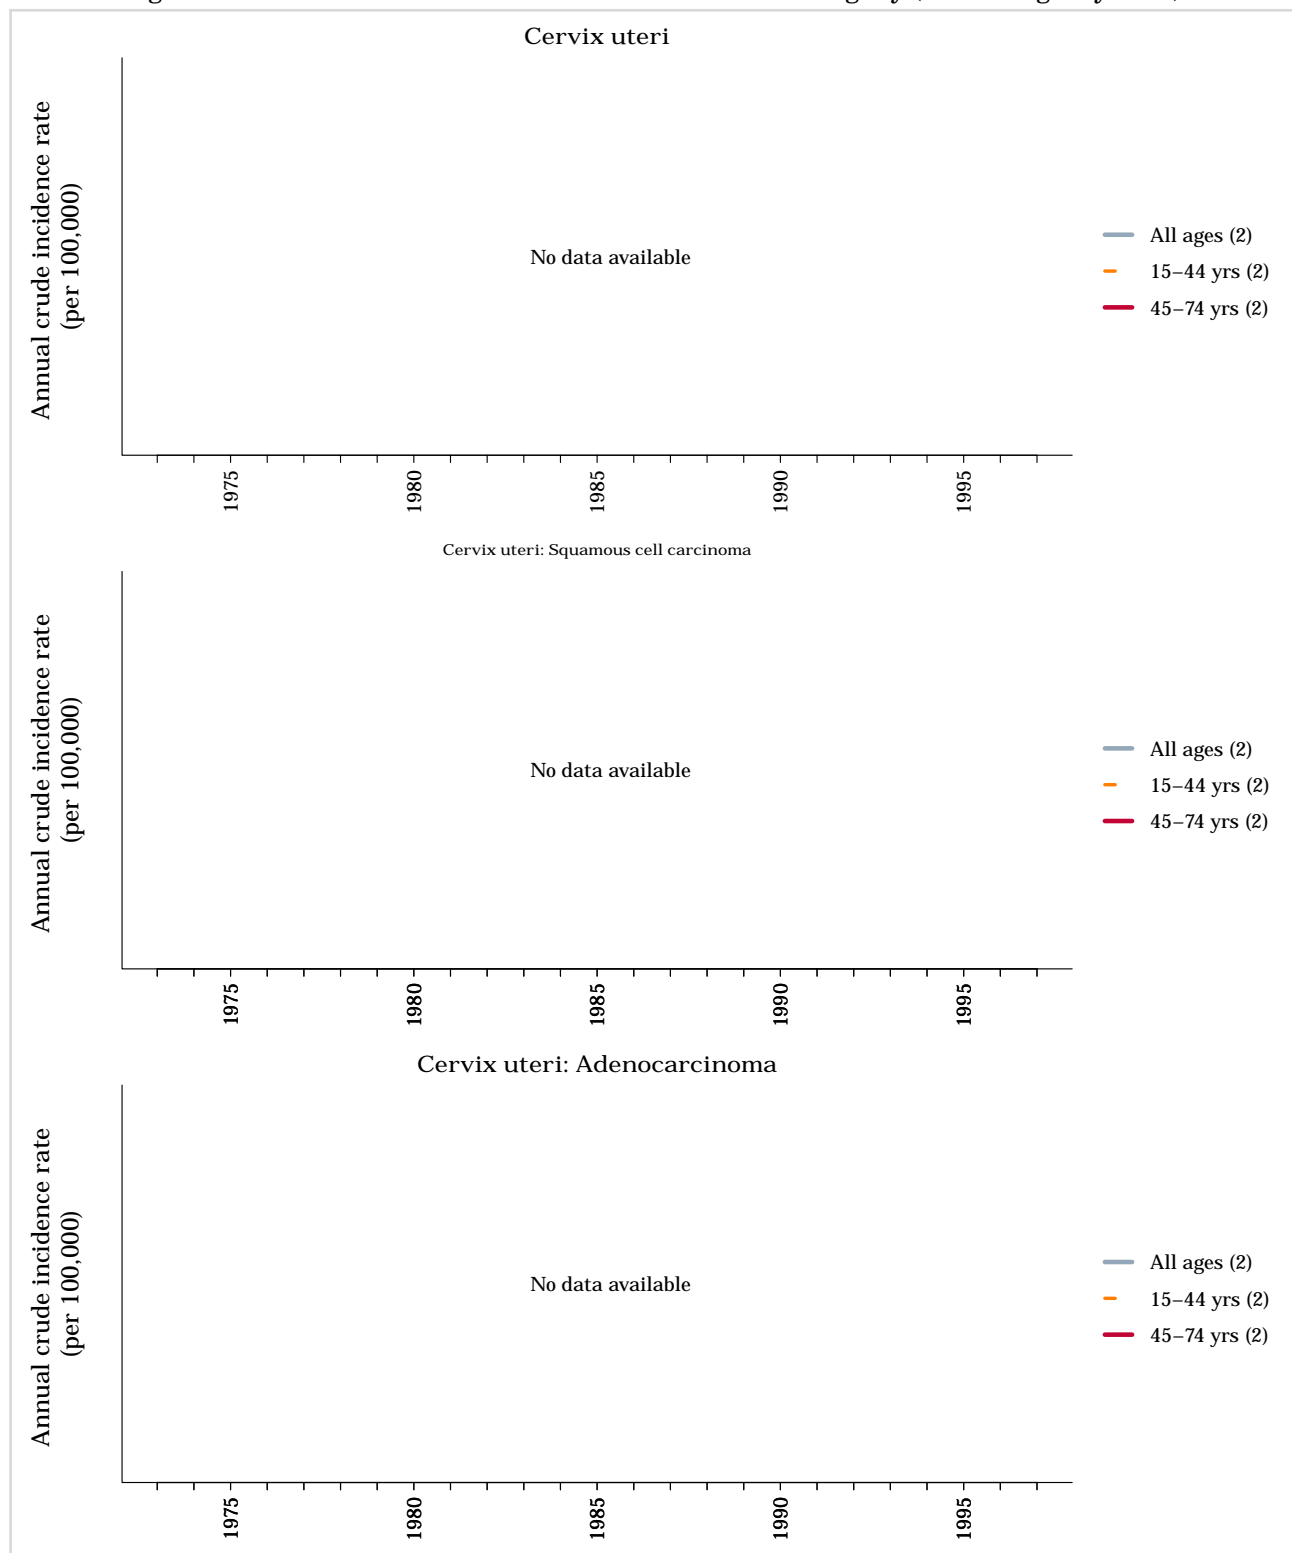 Cervix uteri
Annual crude incidence rate
(per 100,000)
No data available
All ages (2)
15–44 yrs (2)
45–74 yrs (2)
1975
1980
1985
1990
1995
Cervix uteri: Squamous cell carcinoma
Annual crude incidence rate
(per 100,000)
No data available
All ages (2)
15–44 yrs (2)
45–74 yrs (2)
1975
1980
1985
1990
1995
Cervix uteri: Adenocarcinoma
Annual crude incidence rate
(per 100,000)
No data available
All ages (2)
15–44 yrs (2)
45–74 yrs (2)
1975
1980
1985
1990
1995